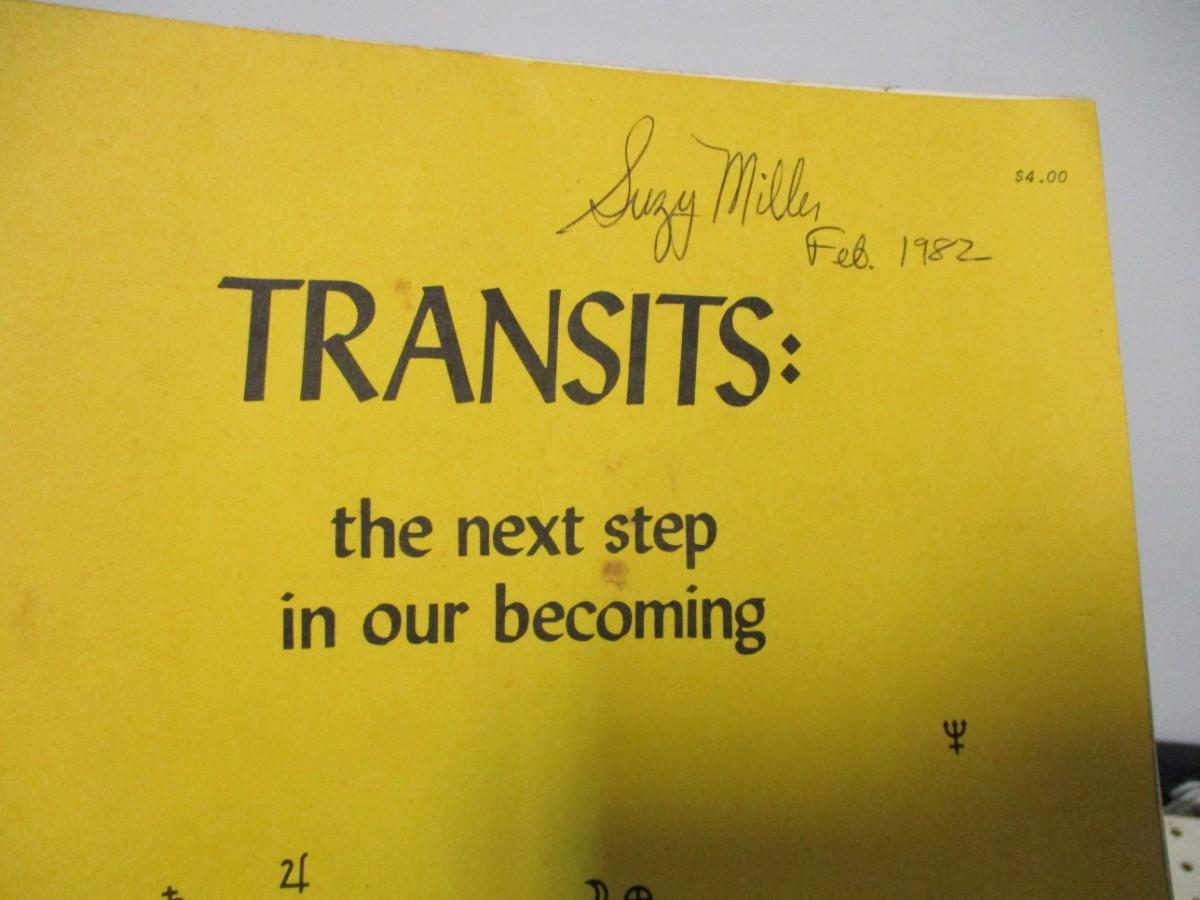 Suzy Miller
$4.00
Feb. 1982
TRANSITS:
the next step
in our becoming
♆
♃